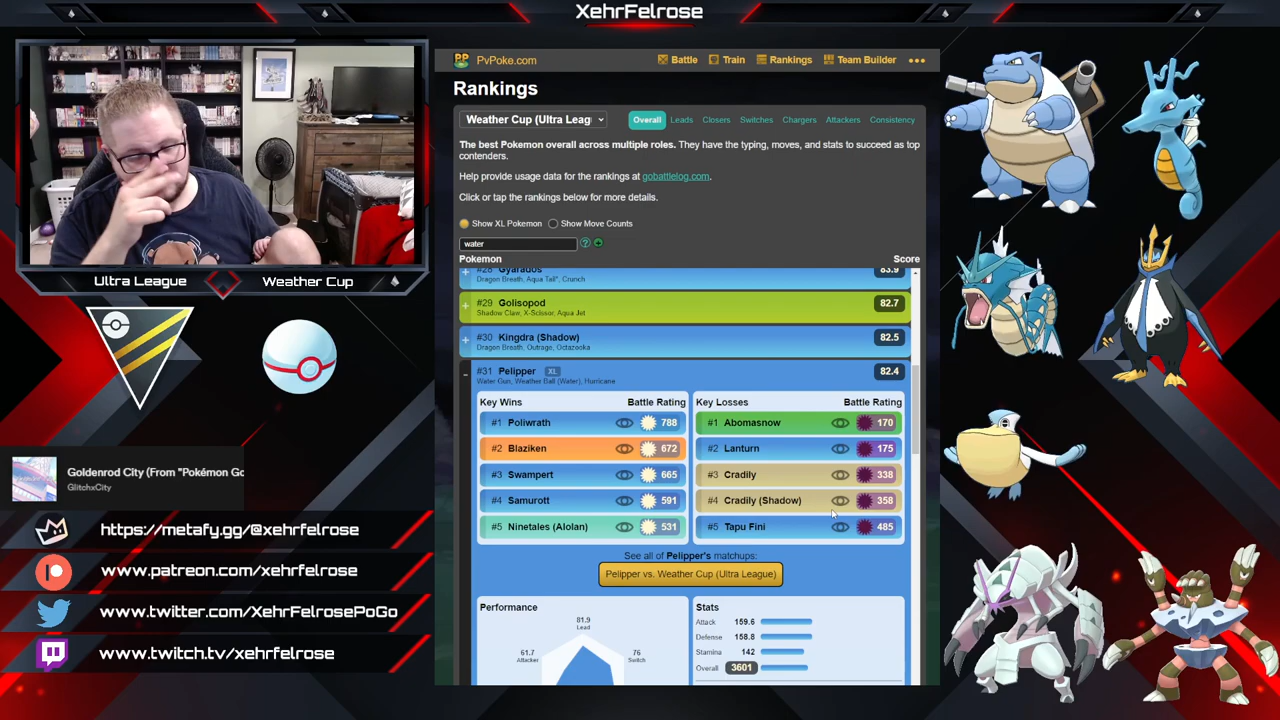 XehrFelrose
PvPoke.com
Battle
Train
Rankings
Team Builder
Rankings
Weather Cup (Ultra Leag
Overall
Leads
Closers
Switches
Chargers
Attackers
Consistency
The best Pokemon overall across multiple roles. They have the typing, moves, and stats to succeed as top
contenders.
Help provide usage data for the rankings at gobattlelog.com.
Click or tap the rankings below for more details.
Show XL Pokemon
Show Move Counts
water
?
Pokemon
Score
#28 Gyarados
83.9
Dragon Breath, Aqua Tail*, Crunch
#29 Golisopod
82.7
Shadow Claw, X-Scissor, Aqua Jet
#30 Kingdra (Shadow)
82.5
Dragon Breath, Outrage, Octazooka
#31 Pelipper XL
82.4
Water Gun, Weather Ball (Water), Hurricane
Key Wins Battle Rating
#1 Poliwrath 788
#2 Blaziken 672
#3 Swampert 665
#4 Samurott 591
#5 Ninetales (Alolan) 531
Key Losses Battle Rating
#1 Abomasnow 170
#2 Lanturn 175
#3 Cradily 338
#4 Cradily (Shadow) 358
#5 Tapu Fini 485
See all of Pelipper's matchups:
Pelipper vs. Weather Cup (Ultra League)
Performance
81.9
Lead
61.7
Attacker
76
Switch
Stats
Attack 159.6
Defense 158.8
Stamina 142
Overall 3601
Ultra League
Weather Cup
Goldenrod City (From "Pokémon Go
GlitchxCity
https://metafy.gg/@xehrfelrose
www.patreon.com/xehrfelrose
www.twitter.com/XehrFelrosePoGo
www.twitch.tv/xehrfelrose